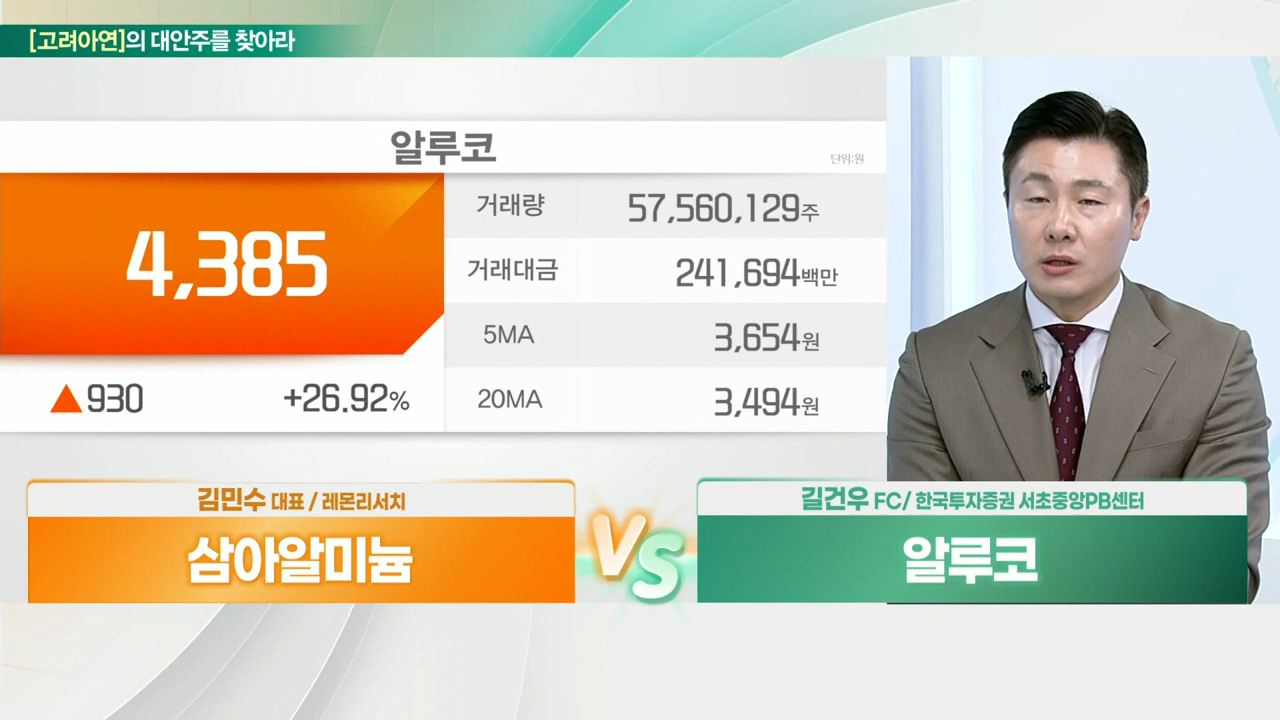 [고려아연]의 대안주를 찾아라
알루코
단위:원
4,385
▲930 +26.92%
거래량 57,560,129주
거래대금 241,694백만
5MA 3,654원
20MA 3,494원
김민수 대표 / 레몬리서치
삼아알미늄
VS
길건우 FC/ 한국투자증권 서초중앙PB센터
알루코